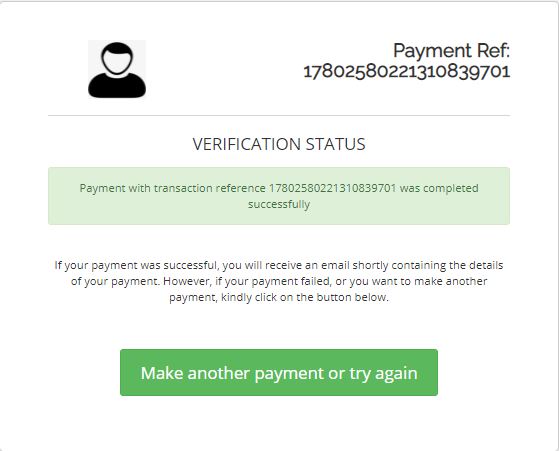 Payment Ref:
17802580221310839701
VERIFICATION STATUS
Payment with transaction reference 17802580221310839701 was completed
successfully
If your payment was successful, you will receive an email shortly containing the details
of your payment. However, if your payment failed, or you want to make another
payment, kindly click on the button below.
Make another payment or try again